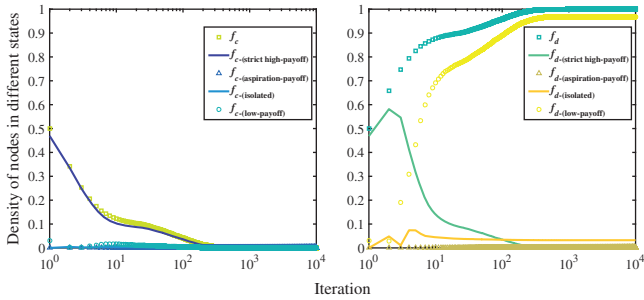 Density of nodes in different states
1
0.9
0.8
0.7
0.6
0.5
0.4
0.3
0.2
0.1
0
10^0 10^1 10^2 10^3 10^4
f_c
f_c-(strict high-payoff)
f_c-(aspiration-payoff)
f_c-(isolated)
f_c-(low-payoff)
1
0.9
0.8
0.7
0.6
0.5
0.4
0.3
0.2
0.1
0
10^0 10^1 10^2 10^3 10^4
f_d
f_d-(strict high-payoff)
f_d-(aspiration-payoff)
f_d-(isolated)
f_d-(low-payoff)
Iteration